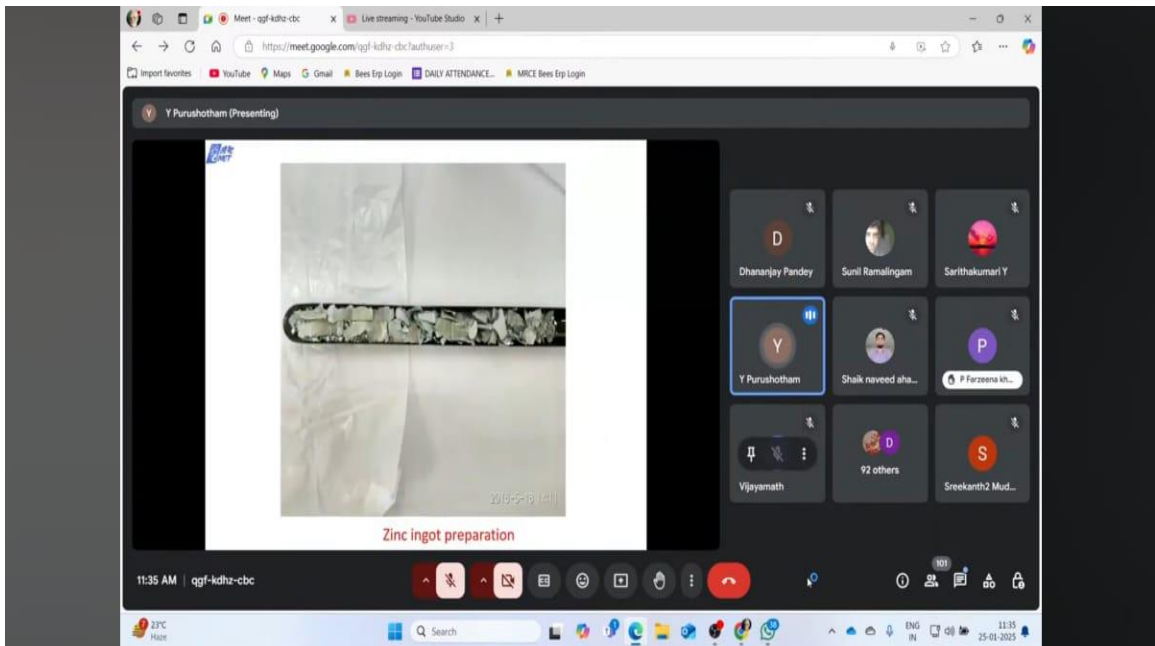 Meet - qgf-kdhz-cbc
Live streaming - YouTube Studio
https://meet.google.com/qgf-kdhz-cbc?authuser=3
Import favorites
YouTube
Maps
Gmail
Bees Erp Login
DAILY ATTENDANCE...
MRCE Bees Erp Login
Y Purushotham (Presenting)
Zinc ingot preparation
D
Dhananjay Pandey
Sunil Ramalingam
Sarithakumari Y
Y
Y Purushotham
Shaik naveed aha...
P
P Farzeena kh...
Vijayamath
D
92 others
S
Sreekanth2 Mud...
11:35 AM | qgf-kdhz-cbc
101
23°C
Haze
Search
ENG
IN
11:35
25-01-2025